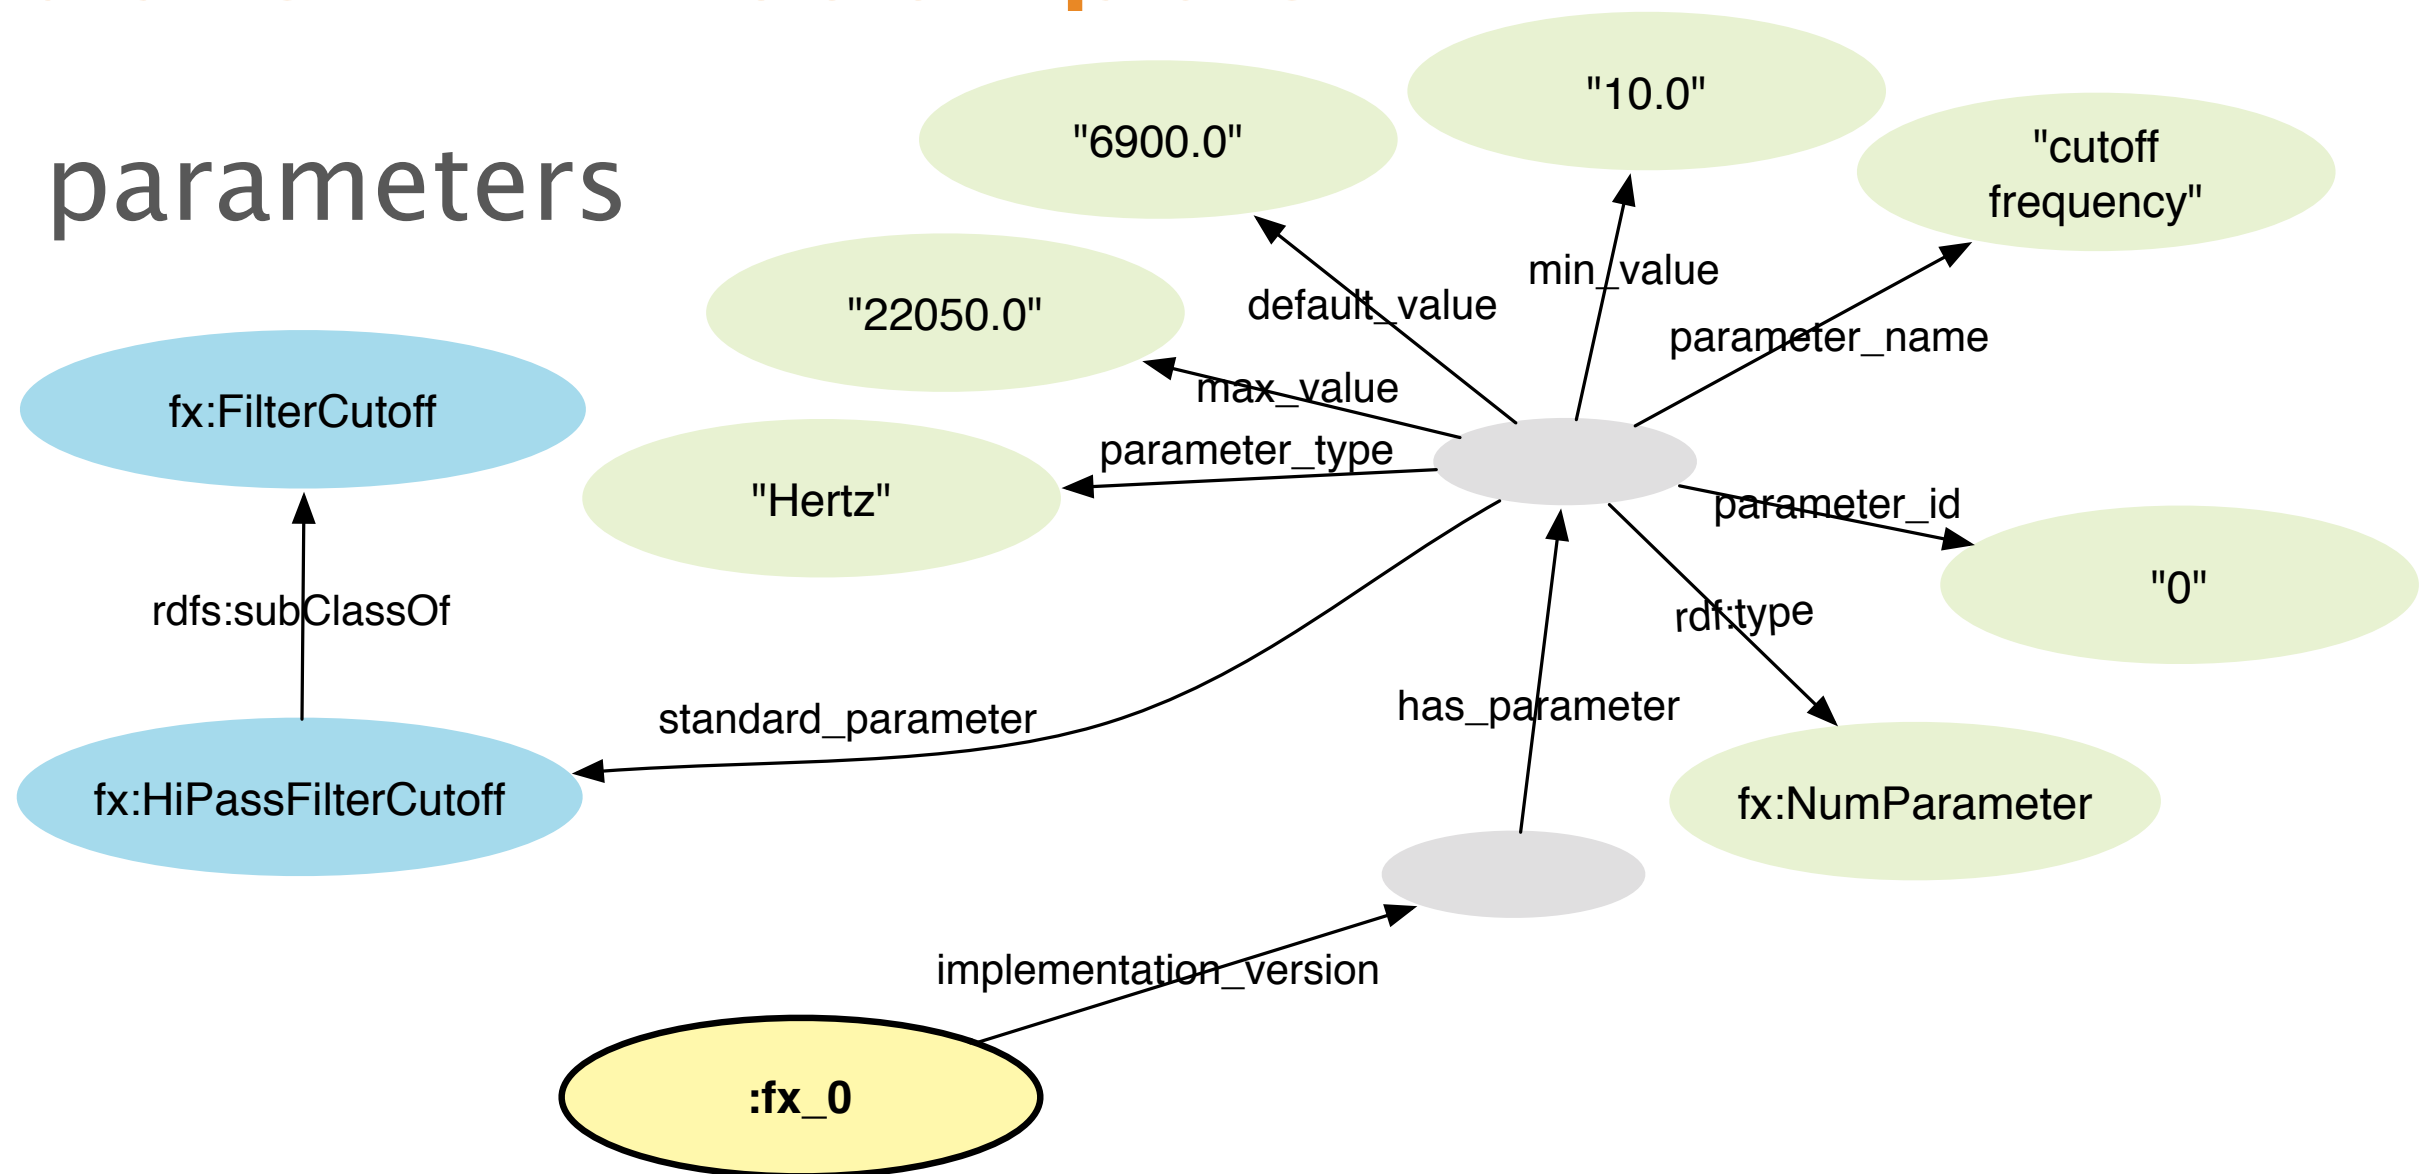 "10.0"
"6900.0"
"cutoff
frequency"
parameters
min_value
default_value
"22050.0"
parameter_name
max_value
fx:FilterCutoff
parameter_type
"Hertz"
parameter_id
"0"
rdfs:subClassOf
rdf:type
has_parameter
standard_parameter
fx:HiPassFilterCutoff
fx:NumParameter
implementation_version
:fx_0